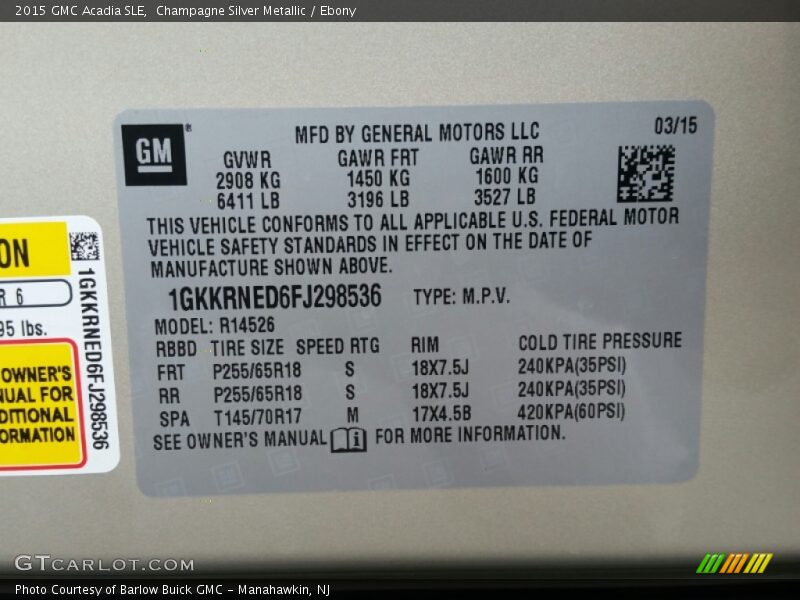 2015 GMC Acadia SLE, Champagne Silver Metallic / Ebony
GM®
MFD BY GENERAL MOTORS LLC 03/15
GVWR GAWR FRT GAWR RR
2908 KG 1450 KG 1600 KG
6411 LB 3196 LB 3527 LB
THIS VEHICLE CONFORMS TO ALL APPLICABLE U.S. FEDERAL MOTOR
VEHICLE SAFETY STANDARDS IN EFFECT ON THE DATE OF
MANUFACTURE SHOWN ABOVE.
1GKKRNED6FJ298536 TYPE: M.P.V.
MODEL: R14526
RBBD TIRE SIZE SPEED RTG RIM COLD TIRE PRESSURE
FRT P255/65R18 S 18X7.5J 240KPA(35PSI)
RR P255/65R18 S 18X7.5J 240KPA(35PSI)
SPA T145/70R17 M 17X4.5B 420KPA(60PSI)
SEE OWNER'S MANUAL FOR MORE INFORMATION.
ON
R 6
95 lbs.
OWNER'S
NUAL FOR
DITIONAL
ORMATION
1GKKRNED6FJ298536
GTCARLOT.COM
Photo Courtesy of Barlow Buick GMC – Manahawkin, NJ